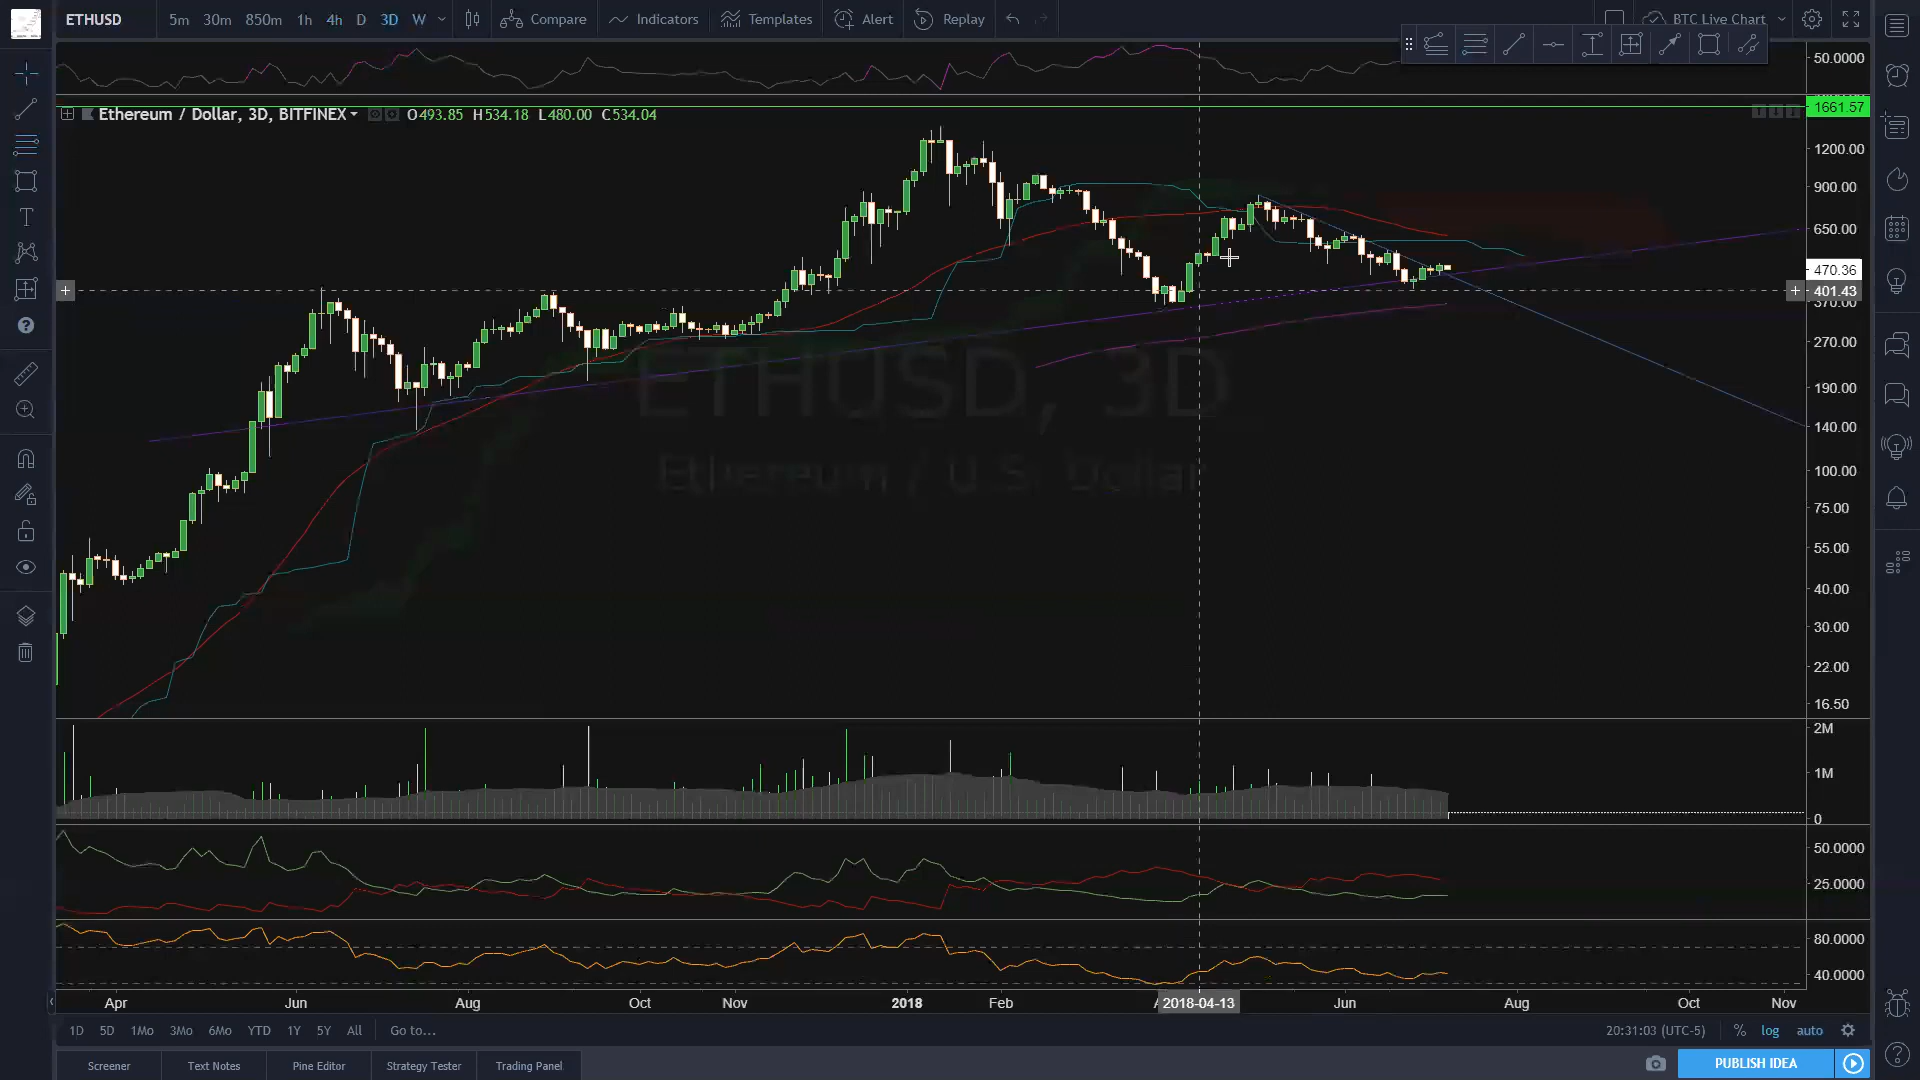 ETHUSD 5m 30m 850m 1h 4h D 3D W Compare Indicators Templates Alert Replay BTC Live Chart
50.0000
1661.57
Ethereum / Dollar, 3D, BITFINEX O493.85 H534.18 L480.00 C534.04
1200.00
900.00
650.00
470.36
401.43
370.00
270.00
190.00
140.00
100.00
75.00
55.00
40.00
30.00
22.00
16.50
ETHUSD, 3D
Ethereum / U.S. Dollar
2M
1M
0
50.0000
25.0000
80.0000
40.0000
Apr Jun Aug Oct Nov 2018 Feb 2018-04-13 Jun Aug Oct Nov
1D 5D 1Mo 3Mo 6Mo YTD 1Y 5Y All Go to... 20:31:03 (UTC-5) % log auto
Screener Text Notes Pine Editor Strategy Tester Trading Panel PUBLISH IDEA